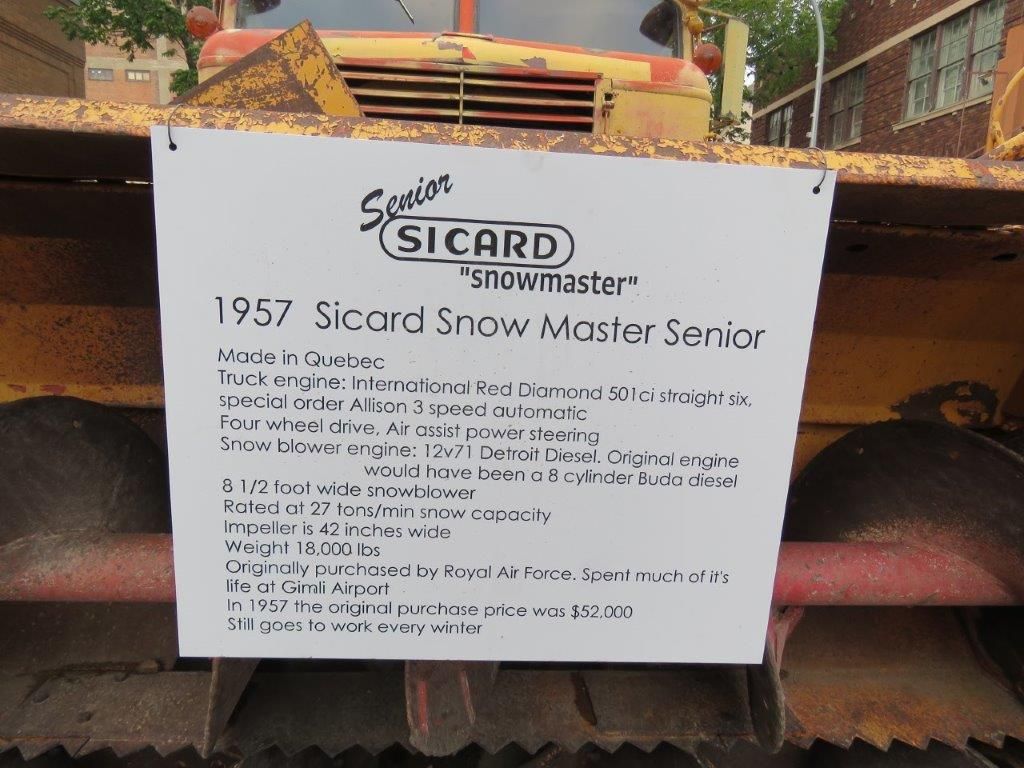 Senior
SICARD
"snowmaster"
1957 Sicard Snow Master Senior
Made in Quebec
Truck engine: International Red Diamond 501ci straight six,
special order Allison 3 speed automatic
Four wheel drive, Air assist power steering
Snow blower engine: 12v71 Detroit Diesel. Original engine
would have been a 8 cylinder Buda diesel
8 1/2 foot wide snowblower
Rated at 27 tons/min snow capacity
Impeller is 42 inches wide
Weight 18,000 lbs
Originally purchased by Royal Air Force. Spent much of it's
life at Gimli Airport
In 1957 the original purchase price was $52,000
Still goes to work every winter